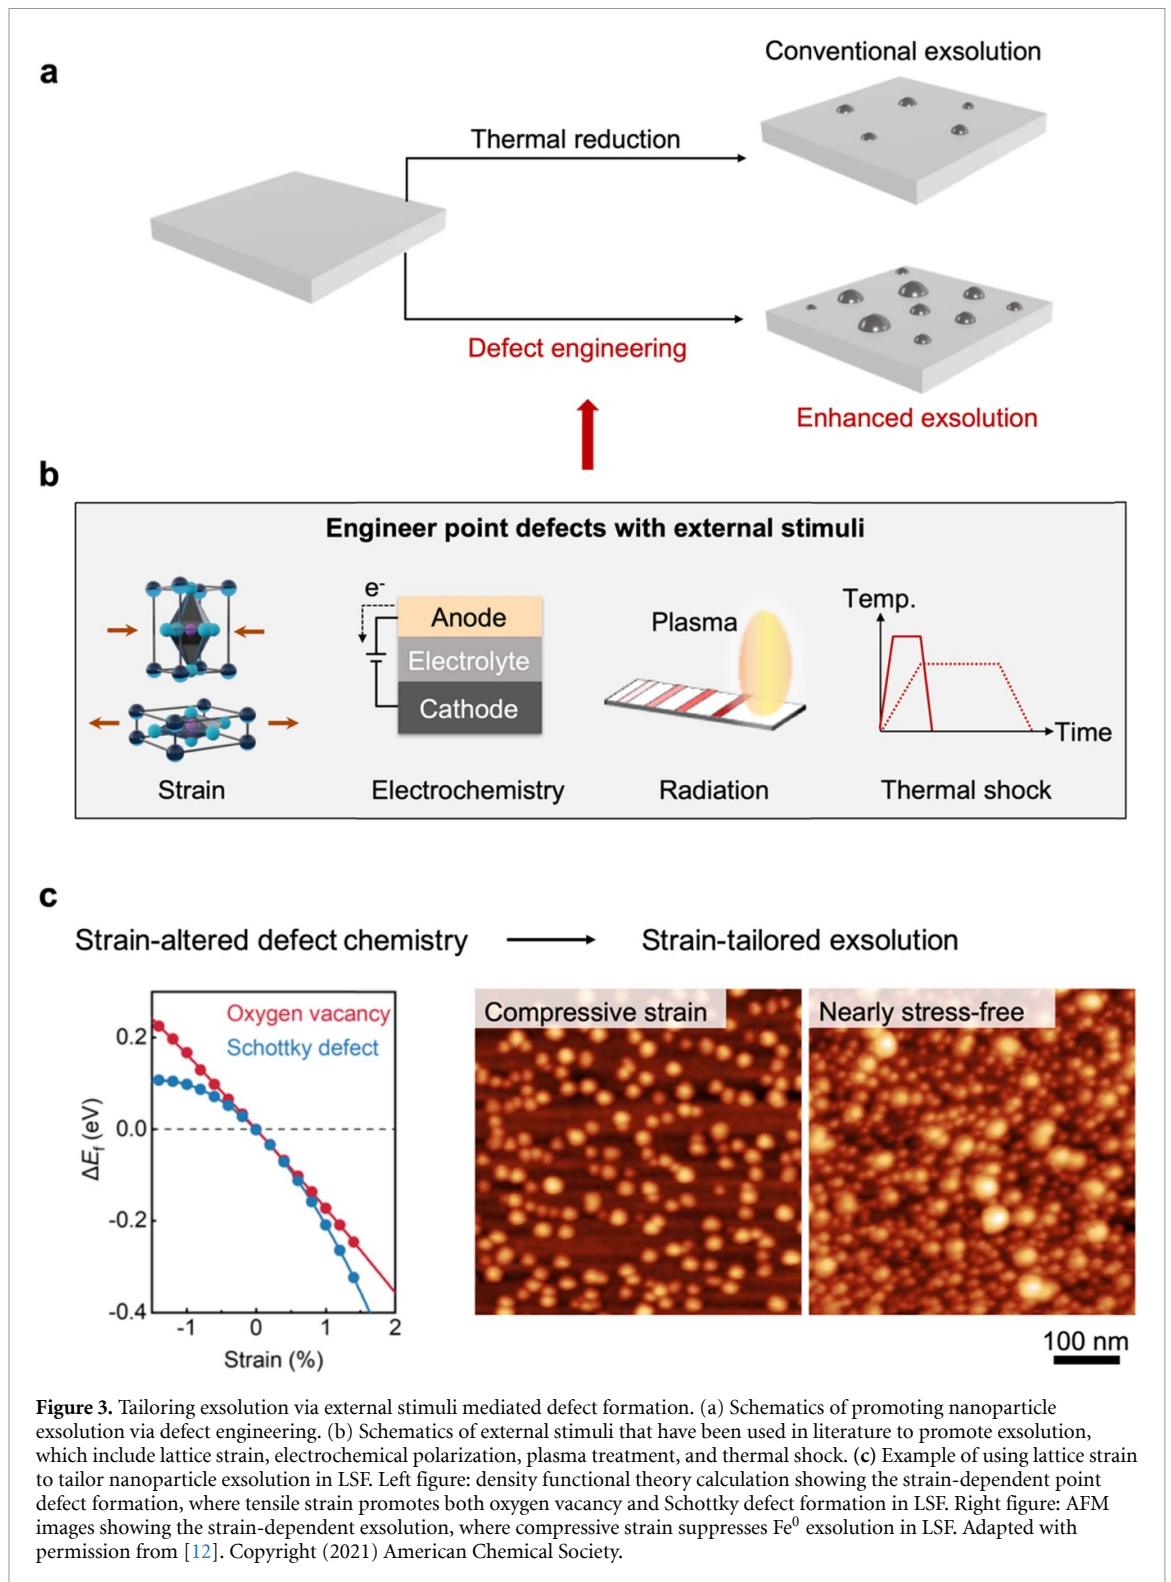 a
Conventional exsolution
Thermal reduction
Defect engineering
Enhanced exsolution
b
Engineer point defects with external stimuli
e-
Anode
Electrolyte
Cathode
Plasma
Temp.
Time
Strain
Electrochemistry
Radiation
Thermal shock
c
Strain-altered defect chemistry
Strain-tailored exsolution
Oxygen vacancy
Schottky defect
0.2
0.0
-0.2
-0.4
ΔEf (eV)
-1 0 1 2
Strain (%)
Compressive strain
Nearly stress-free
100 nm
Figure 3. Tailoring exsolution via external stimuli mediated defect formation. (a) Schematics of promoting nanoparticle
exsolution via defect engineering. (b) Schematics of external stimuli that have been used in literature to promote exsolution,
which include lattice strain, electrochemical polarization, plasma treatment, and thermal shock. (c) Example of using lattice strain
to tailor nanoparticle exsolution in LSF. Left figure: density functional theory calculation showing the strain-dependent point
defect formation, where tensile strain promotes both oxygen vacancy and Schottky defect formation in LSF. Right figure: AFM
images showing the strain-dependent exsolution, where compressive strain suppresses Fe0 exsolution in LSF. Adapted with
permission from [12]. Copyright (2021) American Chemical Society.